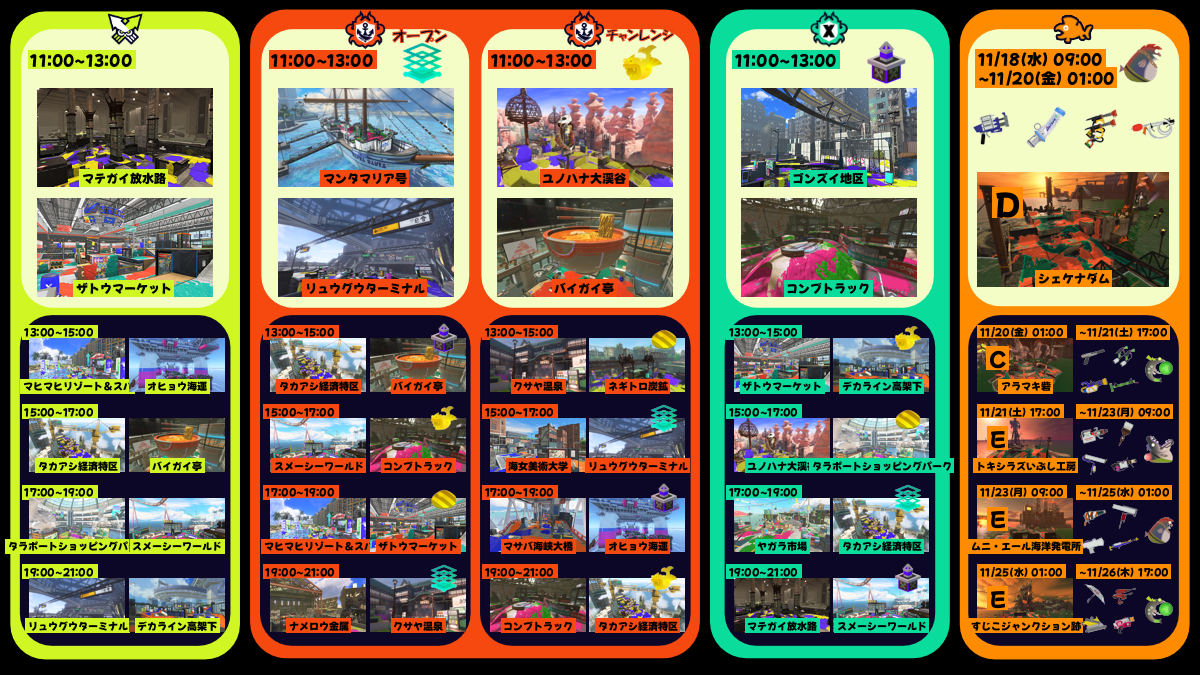 11:00~13:00
マテガイ放水路
ザトウマーケット
13:00~15:00
マヒマヒリゾート&スパ
オヒョウ海運
15:00~17:00
タカアシ経済特区
バイガイ亭
17:00~19:00
タラポートショッピングパ
スメーシーワールド
19:00~21:00
リュウグウターミナル
デカライン高架下
オープン
11:00~13:00
マンタマリア号
リュウグウターミナル
13:00~15:00
タカアシ経済特区
バイガイ亭
15:00~17:00
スメーシーワールド
コンブトラック
17:00~19:00
マヒマヒリゾート&スパ
ザトウマーケット
19:00~21:00
ナメロウ金属
クサヤ温泉
チャンレンジ
11:00~13:00
ユノハナ大渓谷
バイガイ亭
13:00~15:00
クサヤ温泉
ネギトロ炭鉱
15:00~17:00
海女美術大学
リュウグウターミナル
17:00~19:00
マサバ海峡大橋
オヒョウ海運
19:00~21:00
コンブトラック
タカアシ経済特区
X
11:00~13:00
ゴンズイ地区
コンブトラック
13:00~15:00
ザトウマーケット
デカライン高架下
15:00~17:00
ユノハナ大渓
タラポートショッピングパーク
17:00~19:00
ヤガラ市場
タカアシ経済特区
19:00~21:00
マテガイ放水路
スメーシーワールド
11/18(水) 09:00
~11/20(金) 01:00
D
シェケナダム
11/20(金) 01:00
~11/21(土) 17:00
C
アラマキ砦
11/21(土) 17:00
~11/23(月) 09:00
E
トキシラズいぶし工房
11/23(月) 09:00
~11/25(水) 01:00
E
ムニ・エール海洋発電所
11/25(水) 01:00
~11/26(木) 17:00
E
すじこジャンクション跡